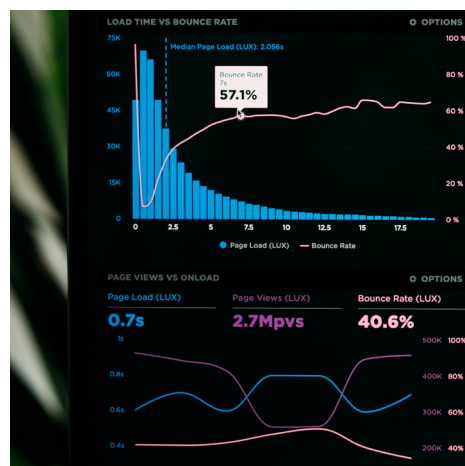 LOAD TIME VS BOUNCE RATE
OPTIONS
75K
100 %
Median Page Load (LUX): 2,056s
60K
80 %
Bounce Rate
7s
57.1%
45K
60 %
30K
40 %
15K
20 %
0
0 %
0 2.5 5 7.5 10 12.5 15 17.5
Page Load (LUX) Bounce Rate
PAGE VIEWS VS ONLOAD
OPTIONS
Page Load (LUX) Page Views (LUX) Bounce Rate (LUX)
0.7s 2.7Mpvs 40.6%
1s 500K 100%
0.8s 400K 80%
0.6s 300K 60%
0.4s 200K 40%